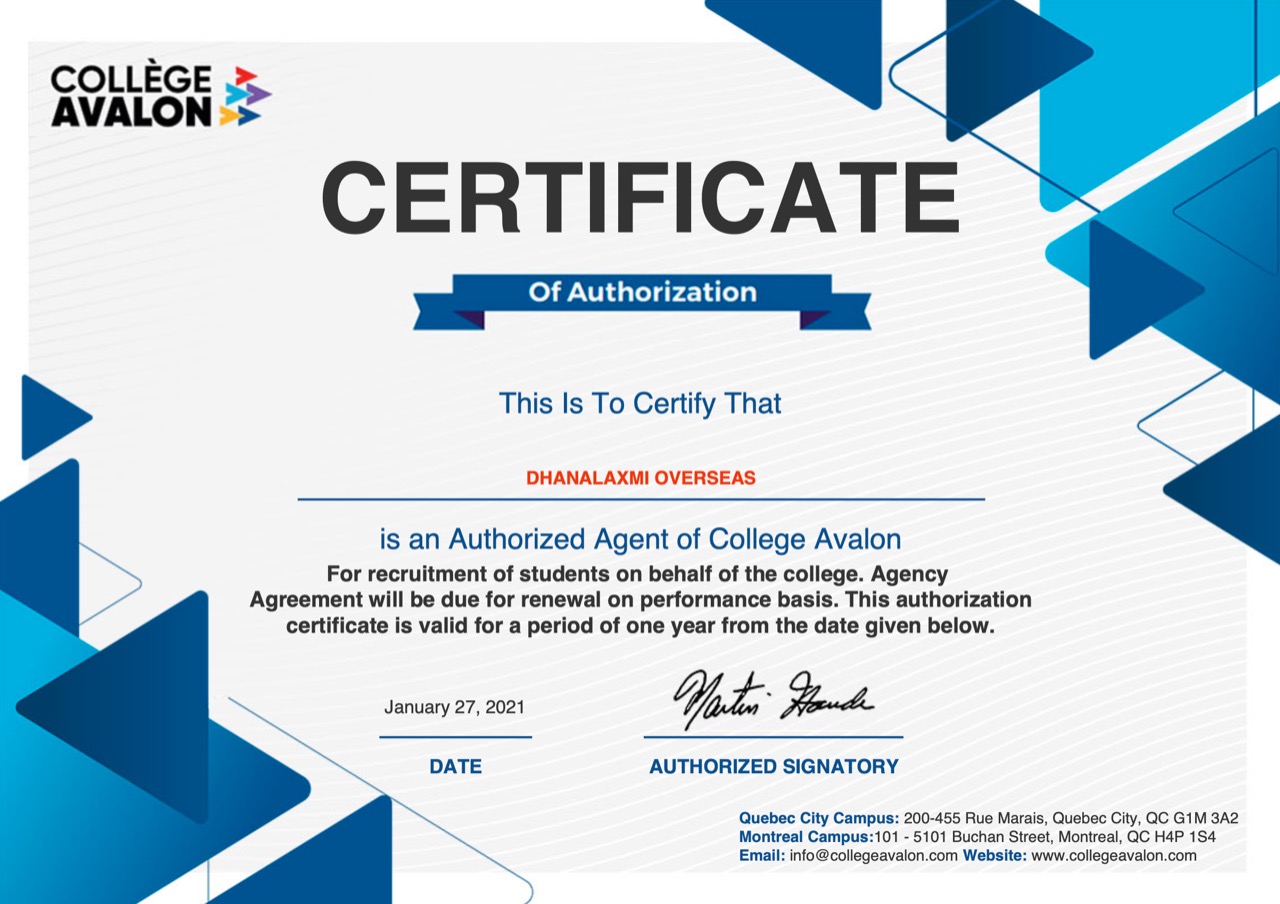 COLLÈGE
AVALON
CERTIFICATE
Of Authorization
This Is To Certify That
DHANALAXMI OVERSEAS
is an Authorized Agent of College Avalon
For recruitment of students on behalf of the college. Agency
Agreement will be due for renewal on performance basis. This authorization
certificate is valid for a period of one year from the date given below.
January 27, 2021
DATE
AUTHORIZED SIGNATORY
Quebec City Campus: 200-455 Rue Marais, Quebec City, QC G1M 3A2
Montreal Campus:101 - 5101 Buchan Street, Montreal, QC H4P 1S4
Email: info@collegeavalon.com Website: www.collegeavalon.com